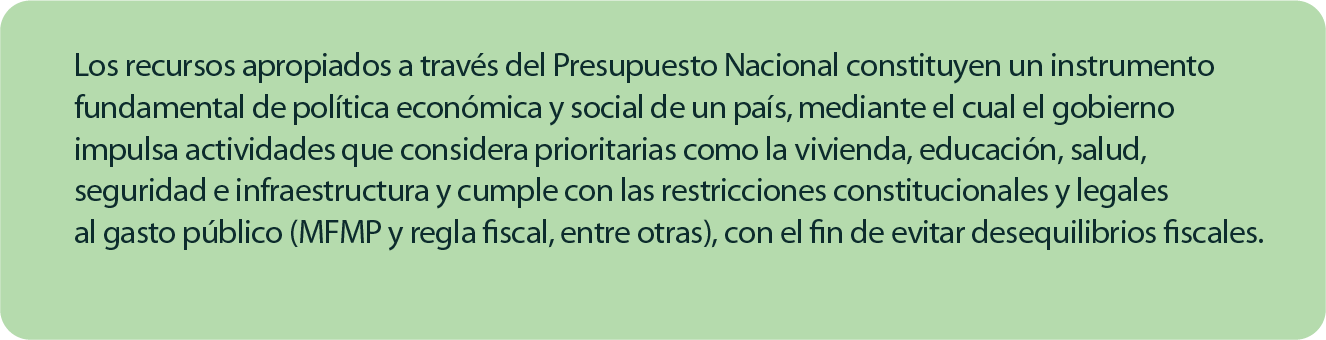 Los recursos apropiados a través del Presupuesto Nacional constituyen un instrumento
fundamental de política económica y social de un país, mediante el cual el gobierno
impulsa actividades que considera prioritarias como la vivienda, educación, salud,
seguridad e infraestructura y cumple con las restricciones constitucionales y legales
al gasto público (MFMP y regla fiscal, entre otras), con el fin de evitar desequilibrios fiscales.